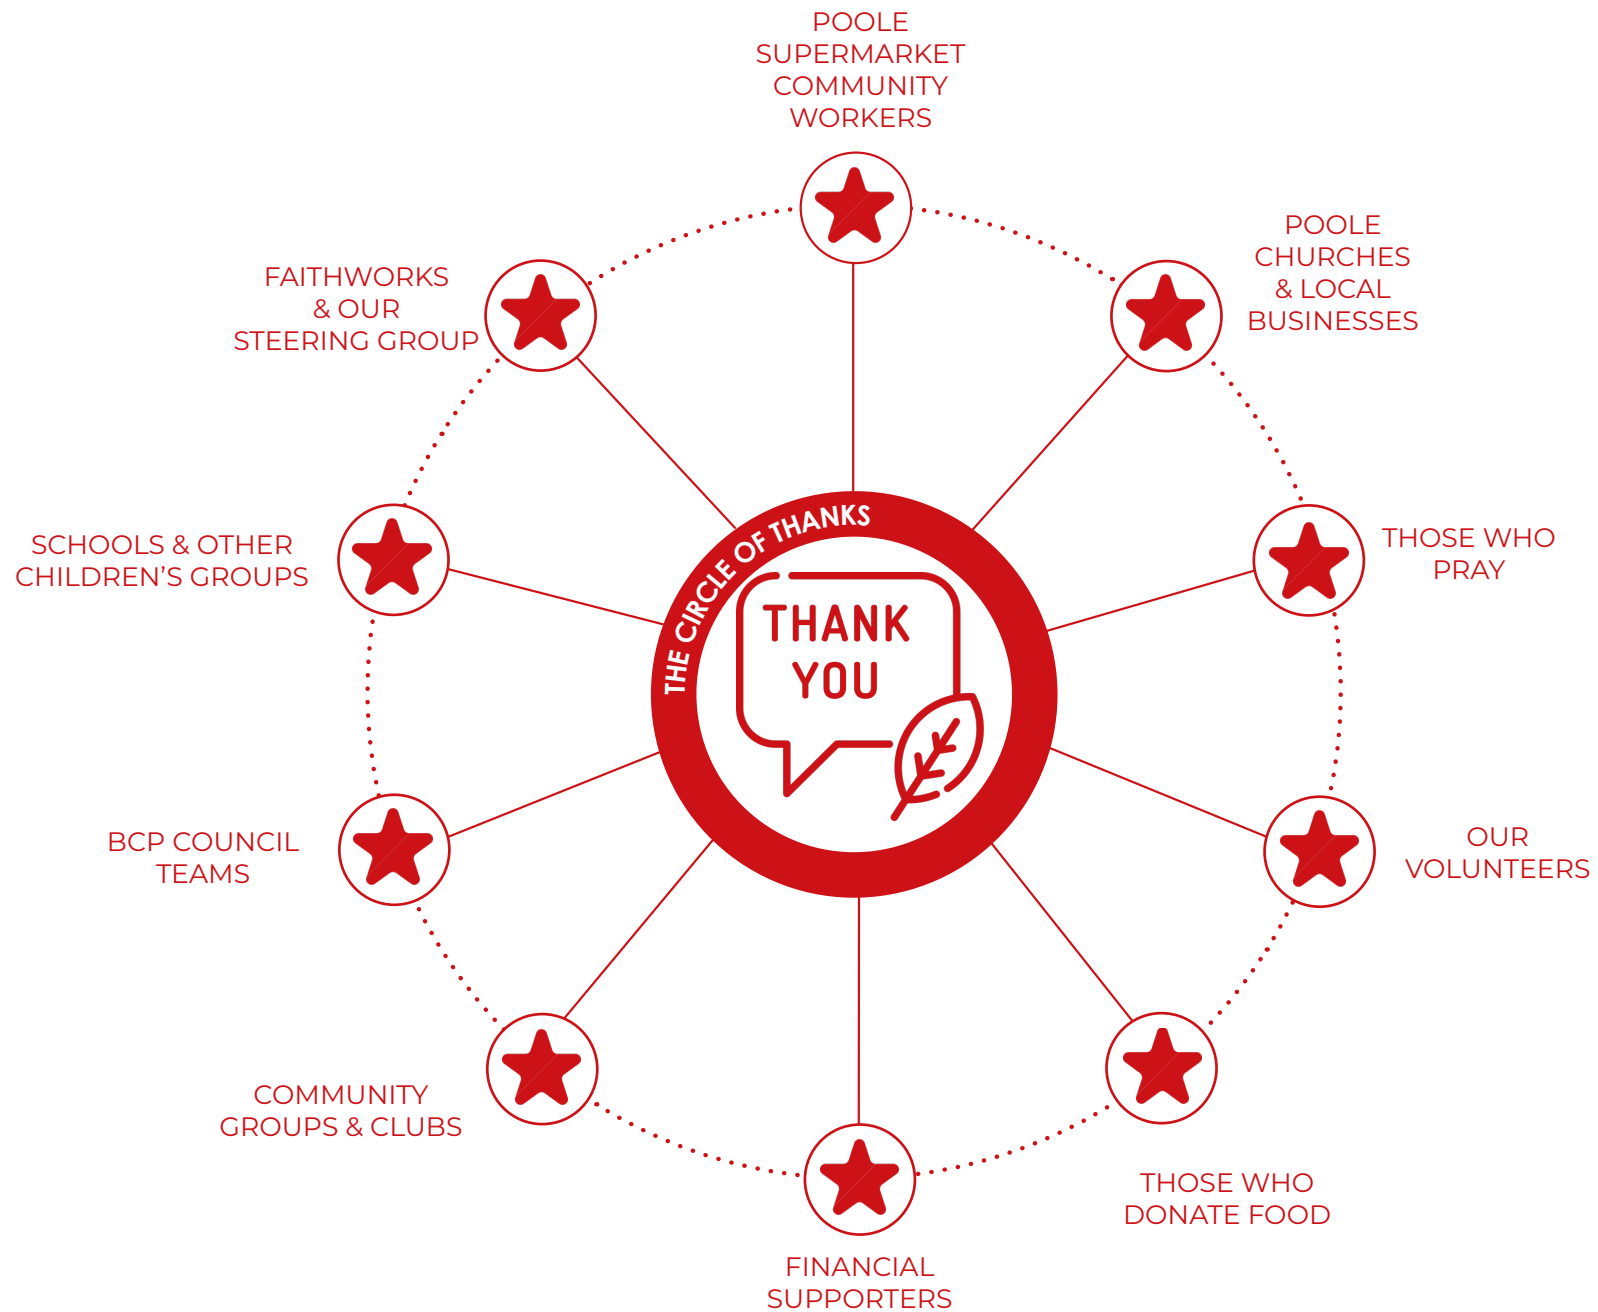 POOLE
SUPERMARKET
COMMUNITY
WORKERS
POOLE
CHURCHES
& LOCAL
BUSINESSES
THOSE WHO
PRAY
OUR
VOLUNTEERS
THOSE WHO
DONATE FOOD
FINANCIAL
SUPPORTERS
COMMUNITY
GROUPS & CLUBS
BCP COUNCIL
TEAMS
SCHOOLS & OTHER
CHILDREN’S GROUPS
FAITHWORKS
& OUR
STEERING GROUP
THE CIRCLE OF THANKS
THANK
YOU